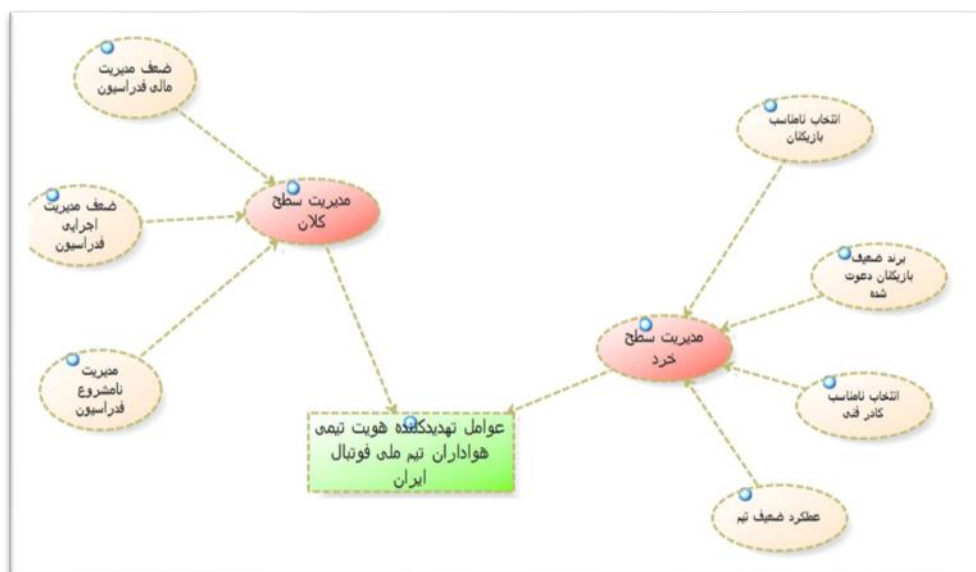 ضعف مدیریت
مالی فدراسیون
انتخاب نامناسب
بازیکنان
ضعف مدیریت
اجرایی
فدراسیون
مدیریت سطح
کلان
برند ضعیف
بازیکنان دعوت
شده
مدیریت سطح
خرد
مدیریت
نامشروع
فدراسیون
انتخاب نامناسب
کادر فنی
عوامل تهدیدکننده هویت تیمی
هواداران تیم ملی فوتبال
ایران
عملکرد ضعیف تیم